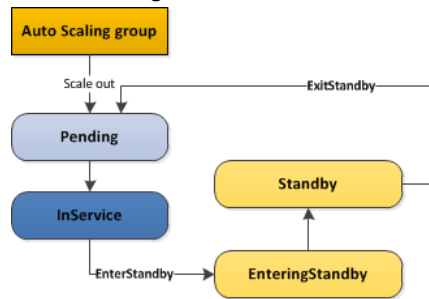 Auto Scaling group
Scale out
ExitStandby
Pending
Standby
InService
EnterStandby
EnteringStandby